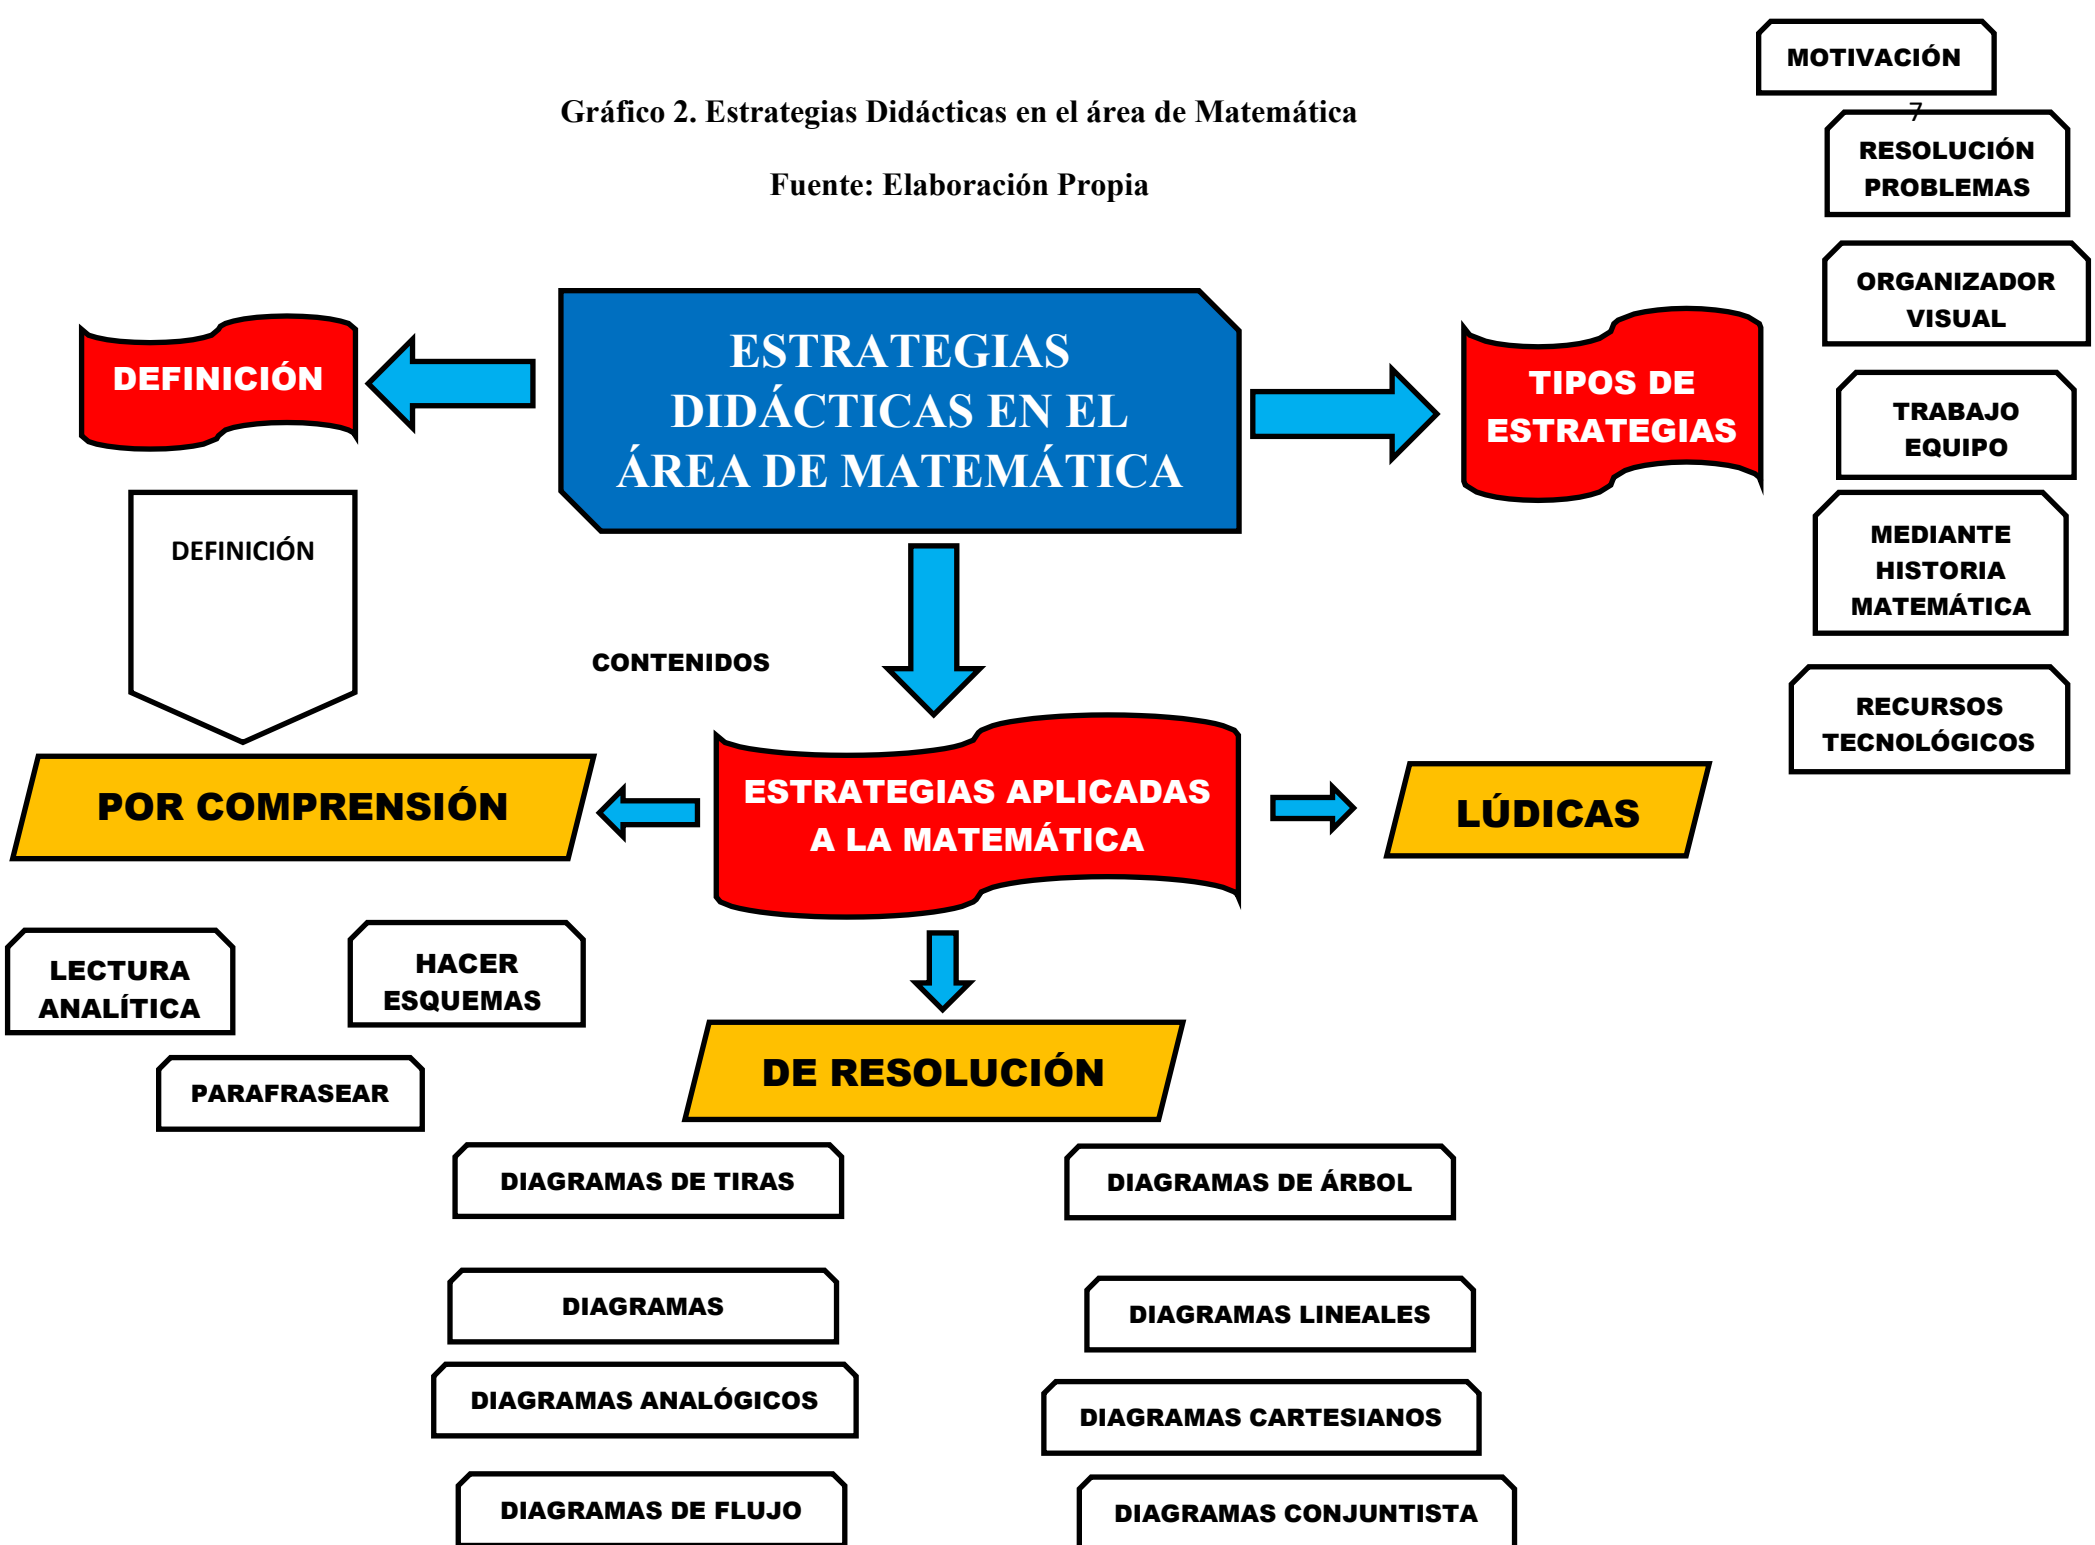 MOTIVACIÓN
7
Gráfico 2. Estrategias Didácticas en el área de Matemática
Fuente: Elaboración Propia
RESOLUCIÓN
PROBLEMAS
ORGANIZADOR
VISUAL
DEFINICIÓN
ESTRATEGIAS
DIDÁCTICAS EN EL
ÁREA DE MATEMÁTICA
TIPOS DE
ESTRATEGIAS
TRABAJO
EQUIPO
DEFINICIÓN
MEDIANTE
HISTORIA
MATEMÁTICA
CONTENIDOS
RECURSOS
TECNOLÓGICOS
POR COMPRENSIÓN
ESTRATEGIAS APLICADAS
A LA MATEMÁTICA
LÚDICAS
LECTURA
ANALÍTICA
HACER
ESQUEMAS
PARAFRASEAR
DE RESOLUCIÓN
DIAGRAMAS DE TIRAS
DIAGRAMAS DE ÁRBOL
DIAGRAMAS
DIAGRAMAS LINEALES
DIAGRAMAS ANALÓGICOS
DIAGRAMAS CARTESIANOS
DIAGRAMAS DE FLUJO
DIAGRAMAS CONJUNTISTA